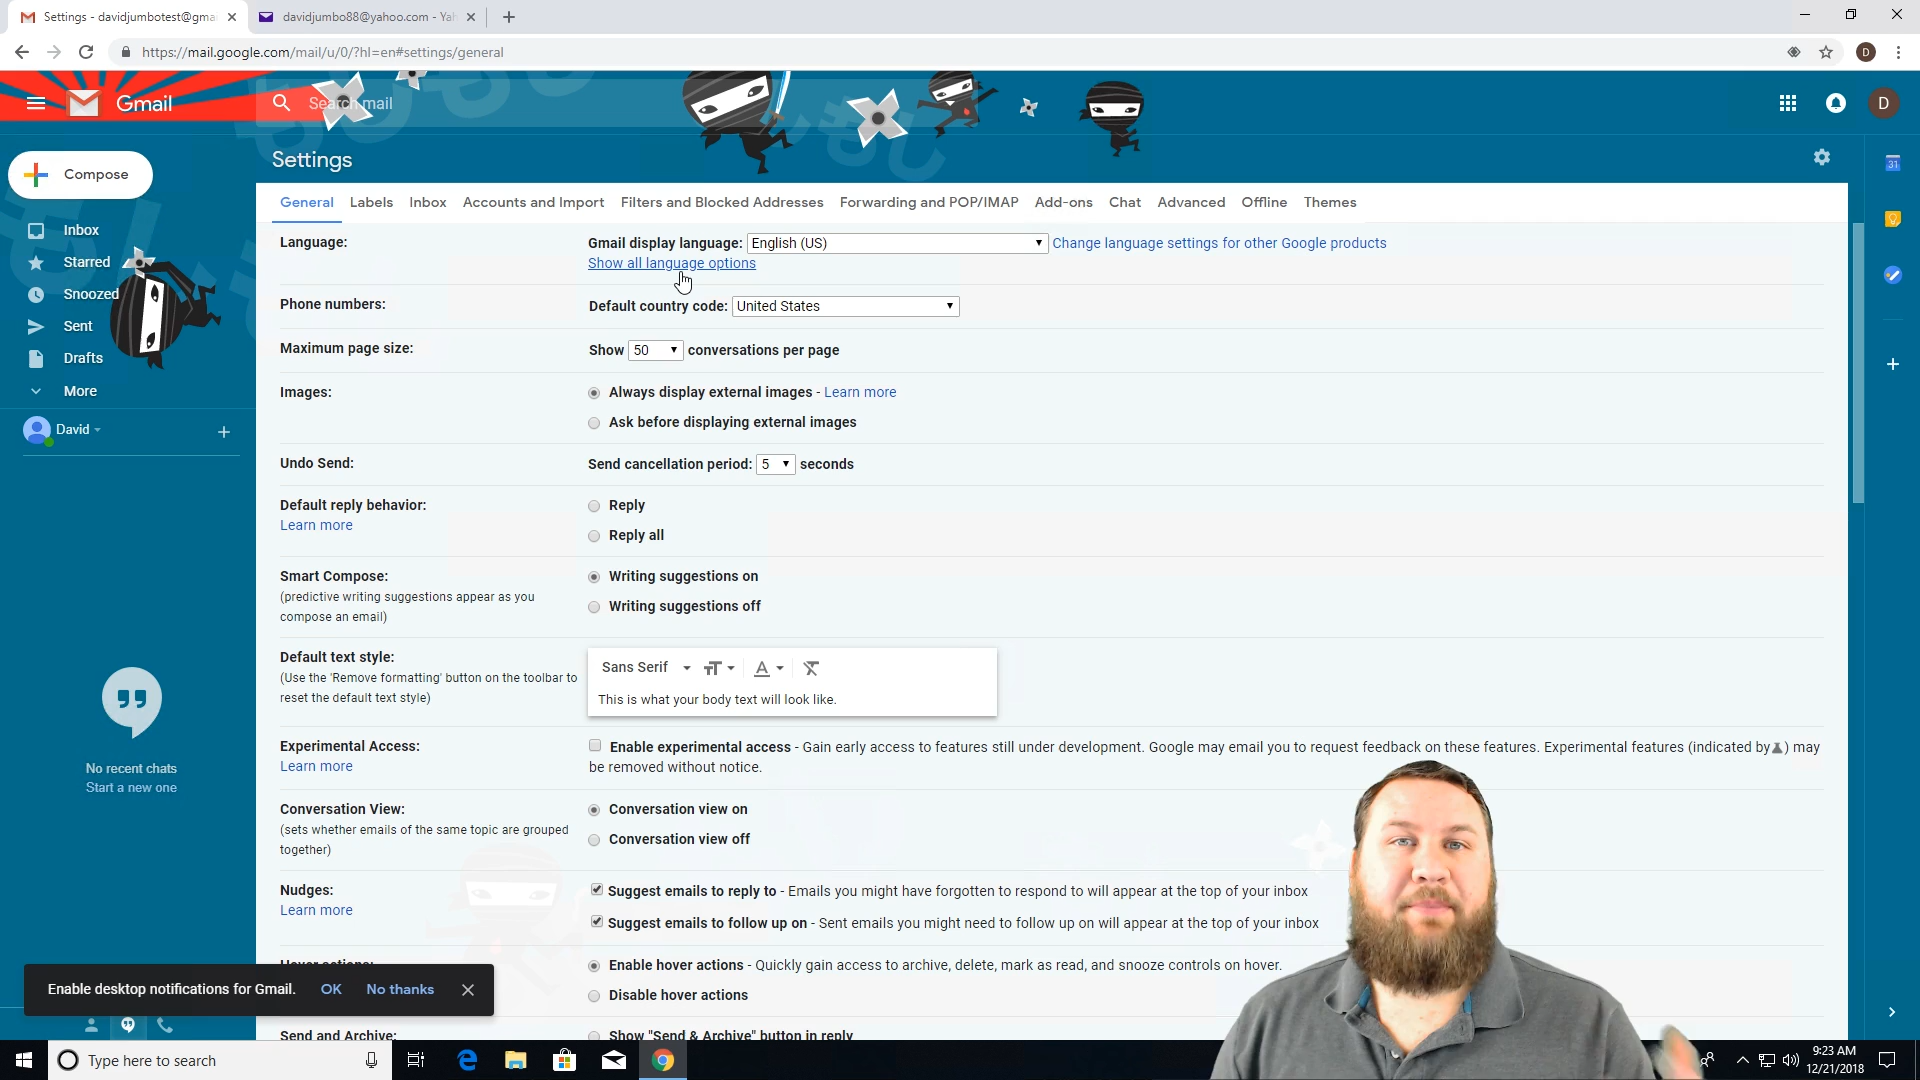 Settings - davidjumbotest@gma
davidjumbo88@yahoo.com - Yah
https://mail.google.com/mail/u/0/?hl=en#settings/general
Gmail
Search mail
D
Settings
Compose
General Labels Inbox Accounts and Import Filters and Blocked Addresses Forwarding and POP/IMAP Add-ons Chat Advanced Offline Themes
Inbox
Starred
Snoozed
Sent
Drafts
More
David
No recent chats
Start a new one
Language:
Gmail display language: English (US) Change language settings for other Google products
Show all language options
Phone numbers:
Default country code: United States
Maximum page size:
Show 50 conversations per page
Images:
Always display external images - Learn more
Ask before displaying external images
Undo Send:
Send cancellation period: 5 seconds
Default reply behavior:
Learn more
Reply
Reply all
Smart Compose:
(predictive writing suggestions appear as you
compose an email)
Writing suggestions on
Writing suggestions off
Default text style:
(Use the 'Remove formatting' button on the toolbar to
reset the default text style)
Sans Serif
This is what your body text will look like.
Experimental Access:
Learn more
Enable experimental access - Gain early access to features still under development. Google may email you to request feedback on these features. Experimental features (indicated by ) may
be removed without notice.
Conversation View:
(sets whether emails of the same topic are grouped
together)
Conversation view on
Conversation view off
Nudges:
Learn more
Suggest emails to reply to - Emails you might have forgotten to respond to will appear at the top of your inbox
Suggest emails to follow up on - Sent emails you might need to follow up on will appear at the top of your inbox
Hover actions:
Enable hover actions - Quickly gain access to archive, delete, mark as read, and snooze controls on hover.
Disable hover actions
Send and Archive:
Show "Send & Archive" button in reply
Enable desktop notifications for Gmail. OK No thanks
31
D
Type here to search
9:23 AM
12/21/2018